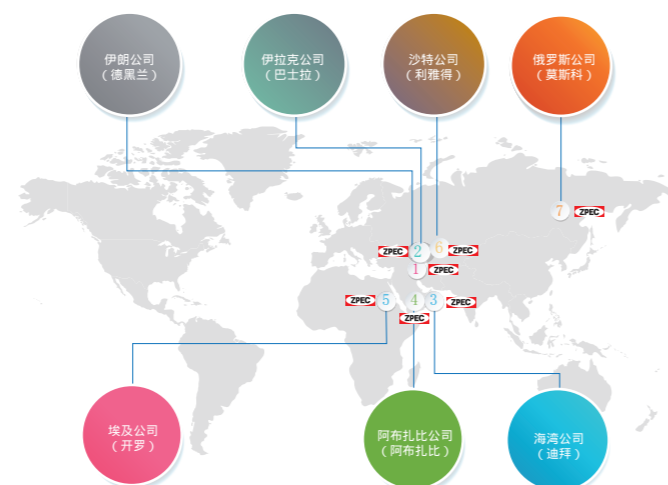 伊朗公司
（德黑兰）
伊拉克公司
（巴士拉）
沙特公司
（利雅得）
俄罗斯公司
（莫斯科）
7 ZPEC
ZPEC 2 6 ZPEC
1 ZPEC
ZPEC 5 4 3 ZPEC
ZPEC
埃及公司
（开罗）
阿布扎比公司
（阿布扎比）
海湾公司
（迪拜）